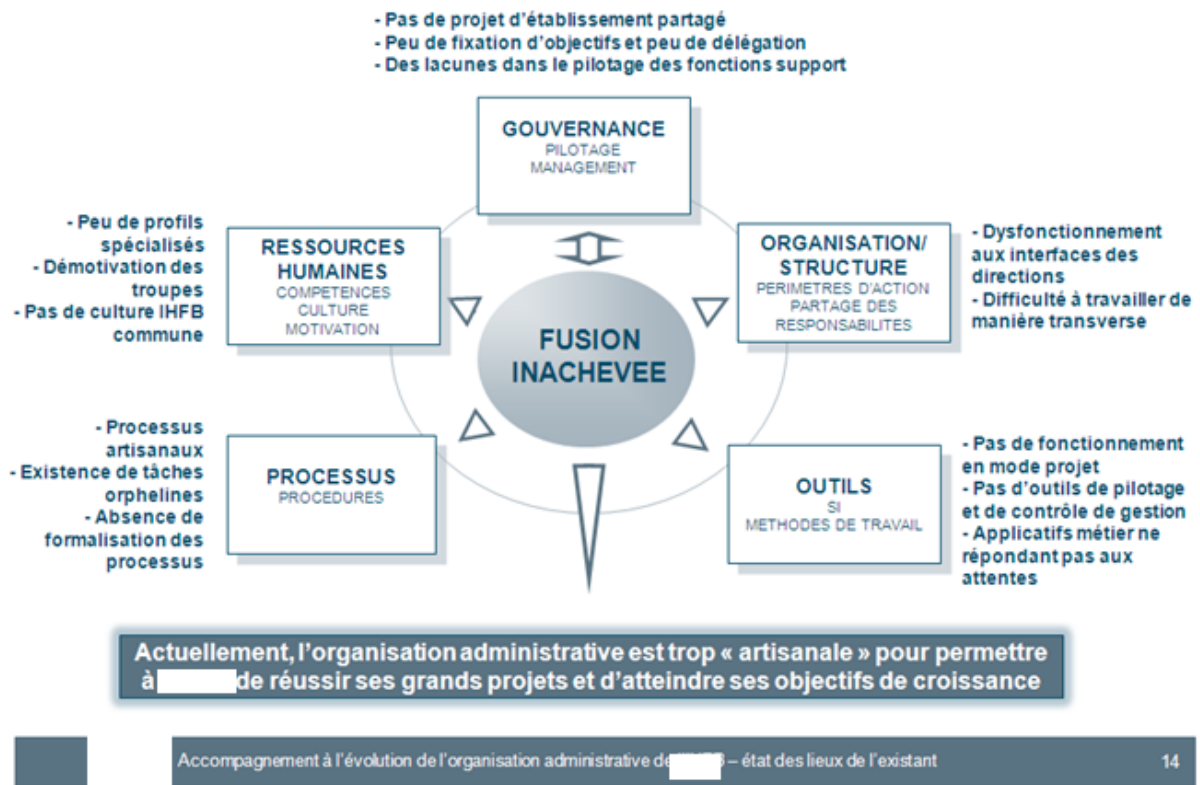 - Pas de projet d'établissement partagé
- Peu de fixation d'objectifs et peu de délégation
- Des lacunes dans le pilotage des fonctions support
GOUVERNANCE
PILOTAGE
MANAGEMENT
- Peu de profils
spécialisés
- Démotivation des
troupes
- Pas de culture IHFB
commune
RESSOURCES
HUMAINES
COMPETENCES
CULTURE
MOTIVATION
ORGANISATION/
STRUCTURE
PERIMETRES D'ACTION
PARTAGE DES
RESPONSABILITES
- Dysfonctionnement
aux interfaces des
directions
- Difficulté à travailler de
manière transverse
FUSION
INACHEVEE
- Processus
artisanaux
- Existence de tâches
orphelines
- Absence de
formalisation des
processus
PROCESSUS
PROCEDURES
OUTILS
SI
METHODES DE TRAVAIL
- Pas de fonctionnement
en mode projet
- Pas d'outils de pilotage
et de contrôle de gestion
- Applicatifs métier ne
répondant pas aux
attentes
Actuellement, l'organisation administrative est trop « artisanale » pour permettre
à de réussir ses grands projets et d'atteindre ses objectifs de croissance
Accompagnement à l'évolution de l'organisation administrative de – état des lieux de l'existant
14